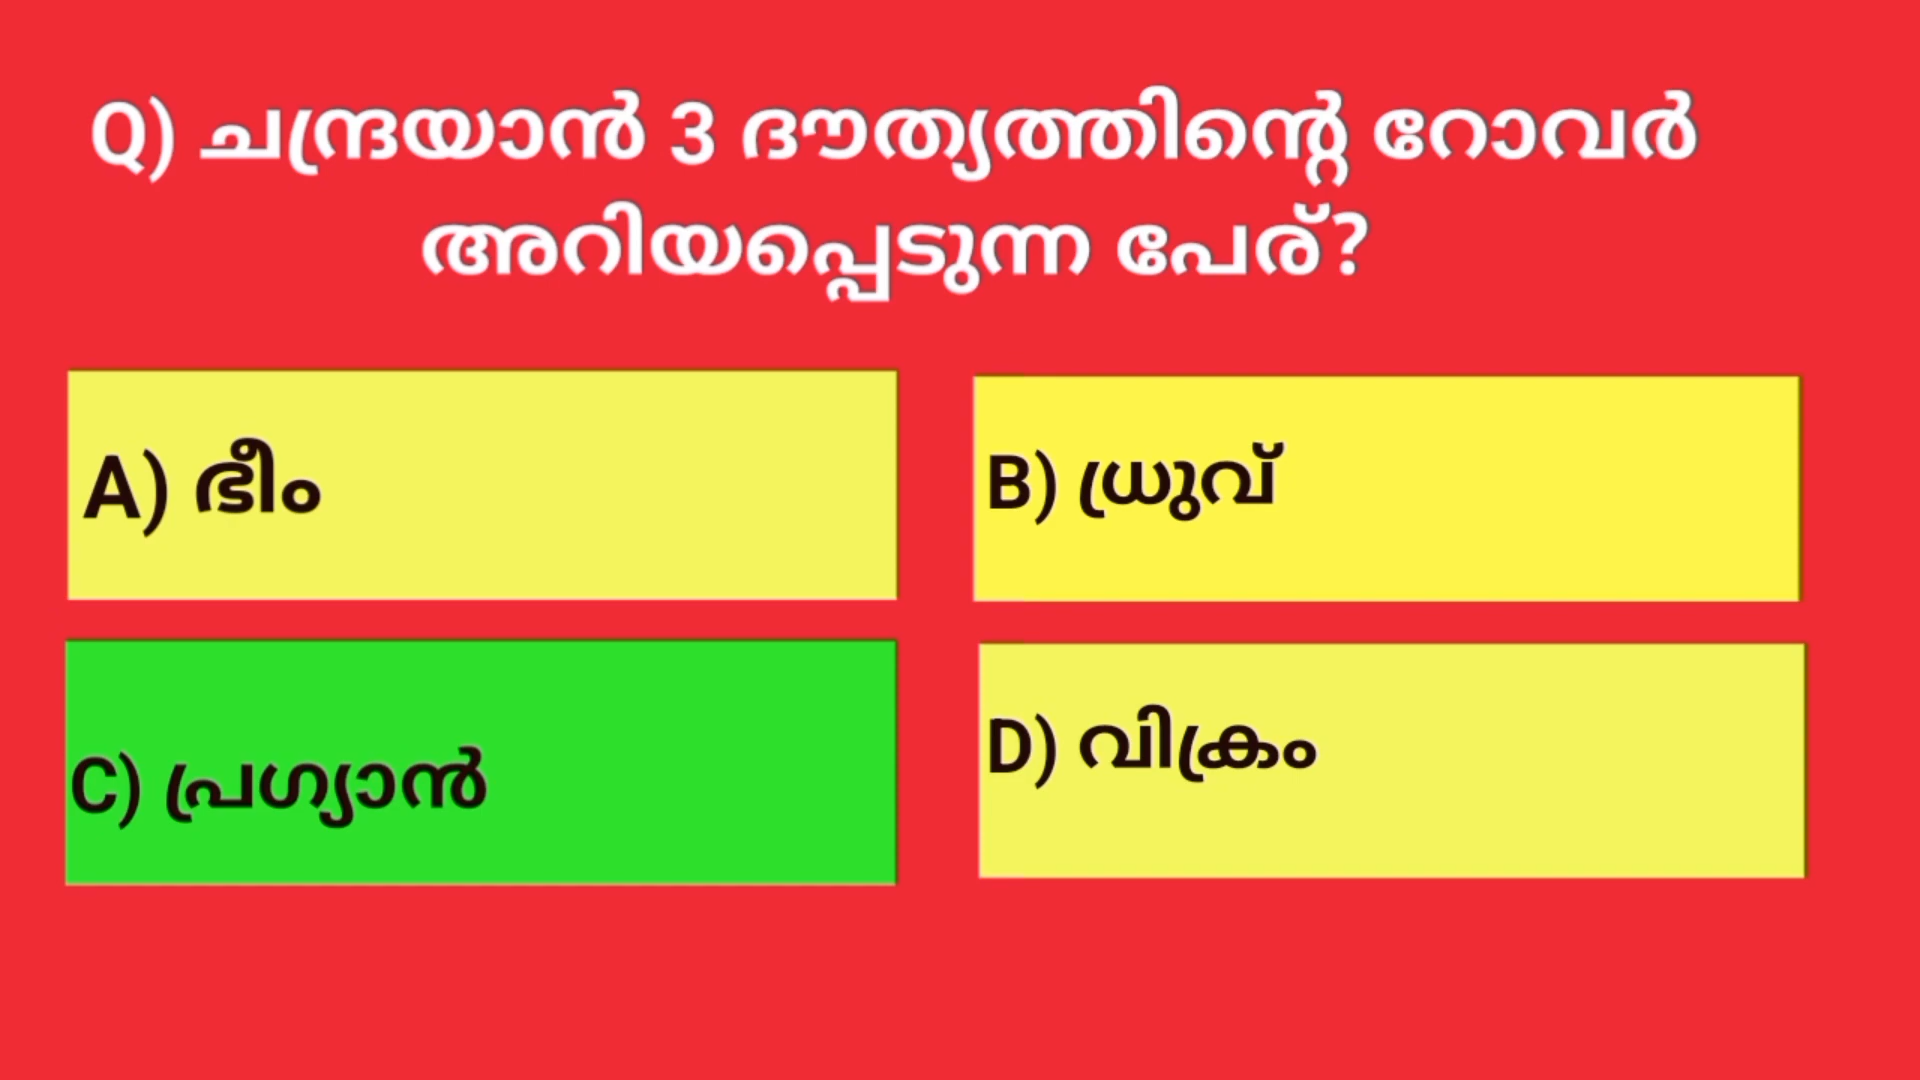 Q) ചന്ദ്രയാൻ 3 ദൗത്യത്തിന്റെ റോവർ
അറിയപ്പെടുന്ന പേര്?
A) ഭീം
B) ധ്രുവ്
C) പ്രഗ്യാൻ
D) വിക്രം